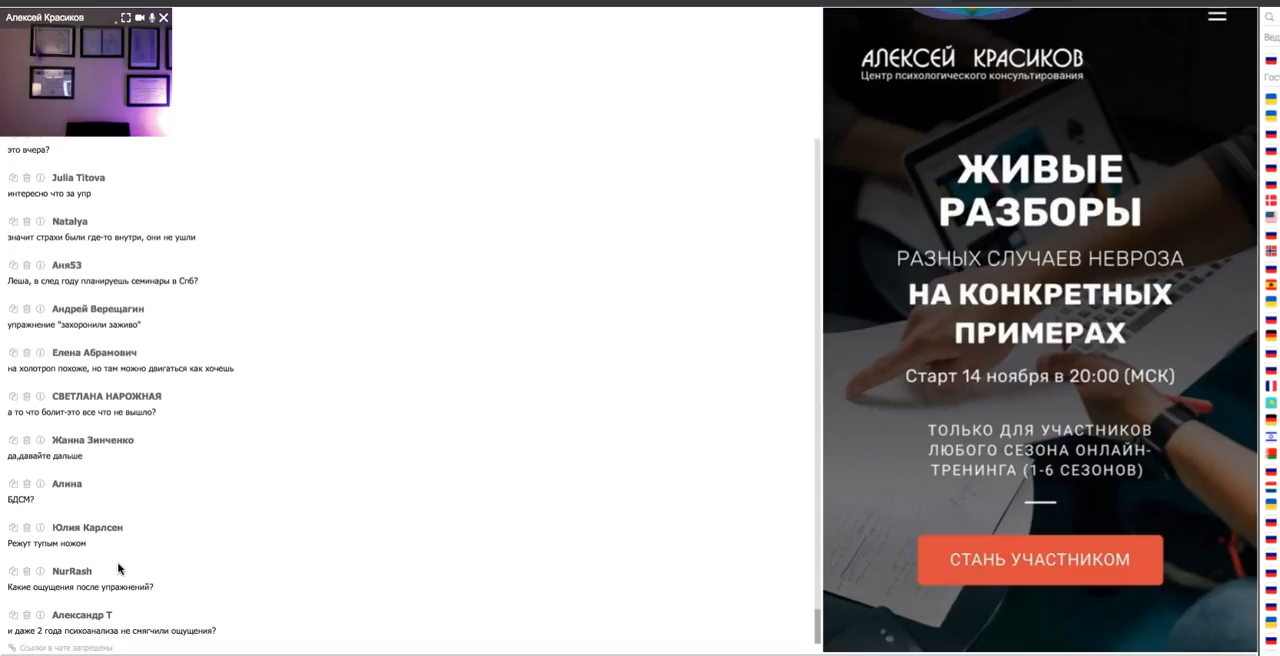 Алексей Красиков
это вчера?
Julia Titova
интересно что за упр
Natalya
значит страхи были где-то внутри, они не ушли
Аня53
Леша, в след году планируешь семинары в Спб?
Андрей Верещагин
упражнение "захоронили заживо"
Елена Абрамович
на холотроп похоже, но там можно двигаться как хочешь
СВЕТЛАНА НАРОЖНАЯ
а то что болит-это все что не вышло?
Жанна Зинченко
да,давайте дальше
Алина
БДСМ?
Юлия Карлсен
Режут тупым ножом
NurRash
Какие ощущения после упражнений?
Александр Т
и даже 2 года психоанализа не смягчили ощущения?
Ссылки в чате запрещены
АЛЕКСЕЙ КРАСИКОВ
Центр психологического консультирования
ЖИВЫЕ
РАЗБОРЫ
РАЗНЫХ СЛУЧАЕВ НЕВРОЗА
НА КОНКРЕТНЫХ
ПРИМЕРАХ
Старт 14 ноября в 20:00 (МСК)
ТОЛЬКО ДЛЯ УЧАСТНИКОВ
ЛЮБОГО СЕЗОНА ОНЛАЙН-
ТРЕНИНГА (1-6 СЕЗОНОВ)
СТАНЬ УЧАСТНИКОМ
Вед
Гос